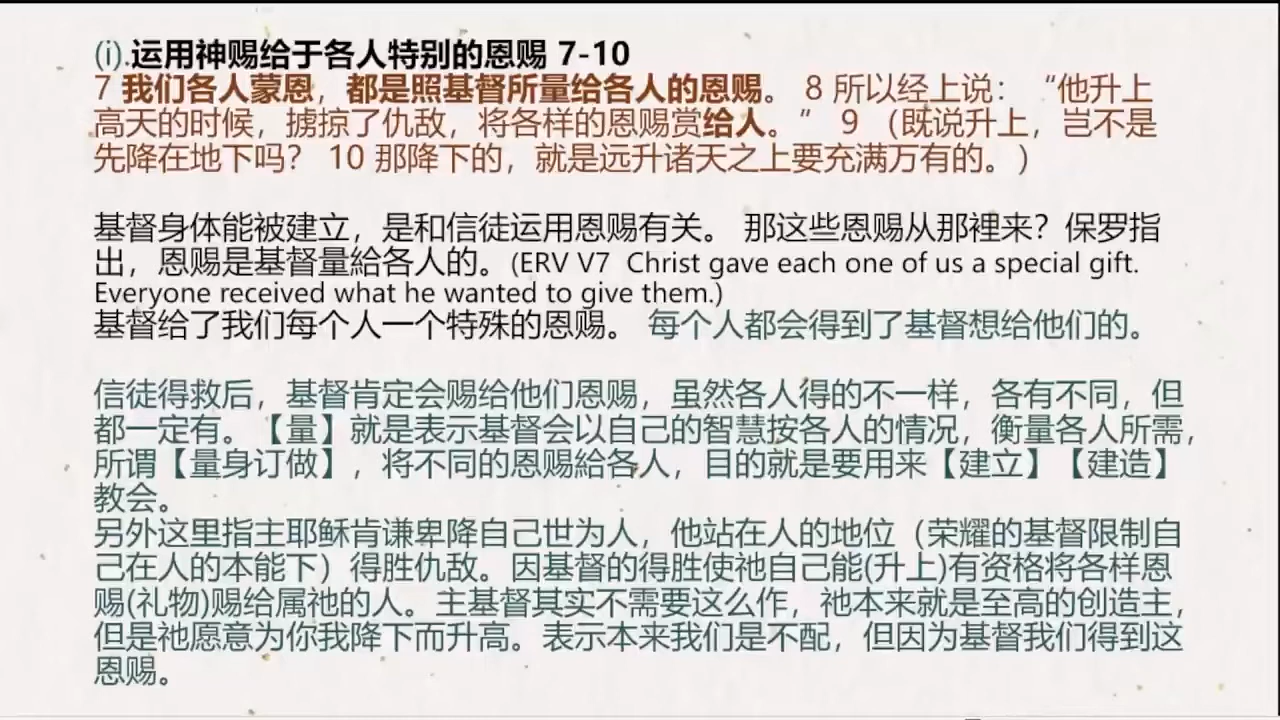 (i).运用神赐给于各人特别的恩赐 7-10
7 我们各人蒙恩，都是照基督所量给各人的恩赐。 8 所以经上说： “他升上
高天的时候，掳掠了仇敌，将各样的恩赐赏给人。” 9 （既说升上，岂不是
先降在地下吗？ 10 那降下的，就是远升诸天之上要充满万有的。）
基督身体能被建立，是和信徒运用恩赐有关。 那这些恩赐从那裡来？保罗指
出，恩赐是基督量給各人的。(ERV V7 Christ gave each one of us a special gift.
Everyone received what he wanted to give them.)
基督给了我们每个人一个特殊的恩赐。 每个人都会得到了基督想给他们的。
信徒得救后，基督肯定会赐给他们恩赐，虽然各人得的不一样，各有不同，但
都一定有。【量】就是表示基督会以自己的智慧按各人的情况，衡量各人所需，
所谓【量身订做】，将不同的恩赐給各人，目的就是要用来【建立】【建造】
教会。
另外这里指主耶稣肯谦卑降自己世为人，他站在人的地位（荣耀的基督限制自
己在人的本能下）得胜仇敌。因基督的得胜使祂自己能(升上)有资格将各样恩
赐(礼物)赐给属祂的人。主基督其实不需要这么作，祂本来就是至高的创造主，
但是祂愿意为你我降下而升高。表示本来我们是不配，但因为基督我们得到这
恩赐。